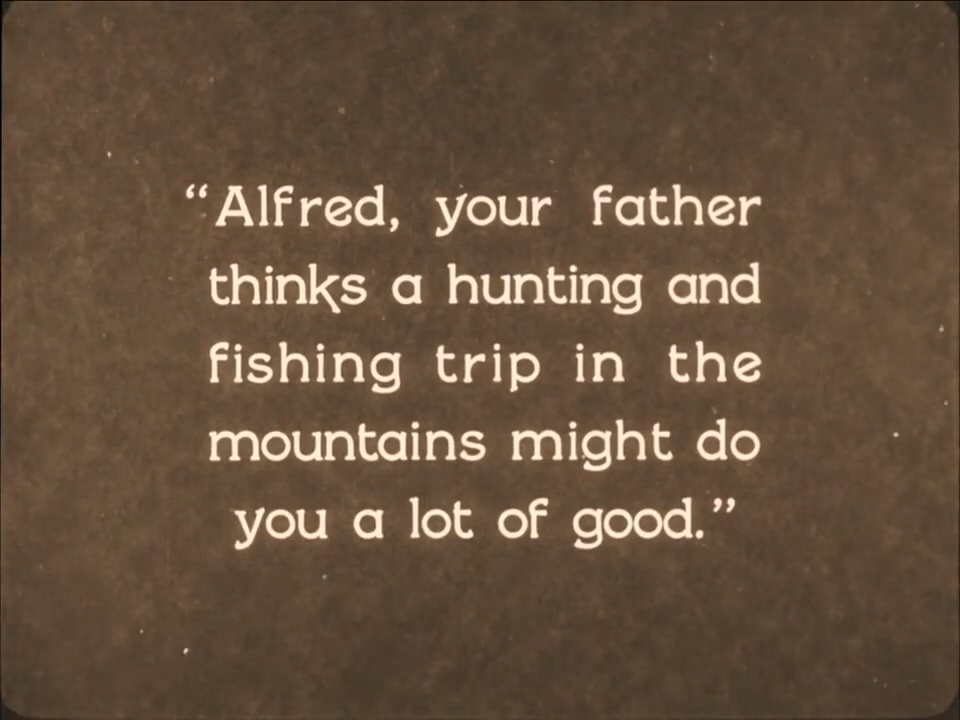 “Alfred, your father
thinks a hunting and
fishing trip in the
mountains might do
you a lot of good.”